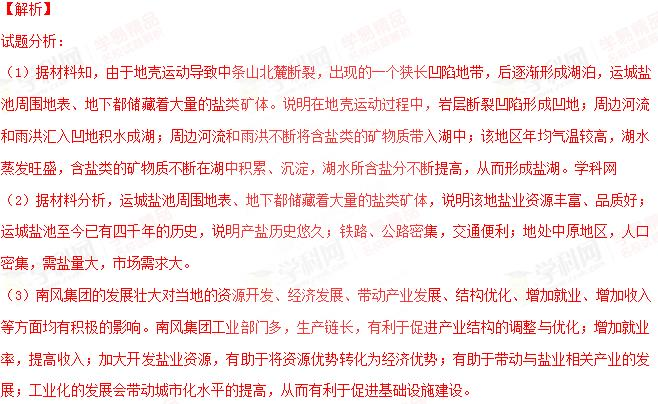 【解析】
试题分析：
（1）据材料知，由于地壳运动导致中条山北麓断裂，出现的一个狭长凹陷地带，后逐渐形成湖泊，运城盐
池周围地表、地下都储藏着大量的盐类矿体。说明在地壳运动过程中，岩层断裂凹陷形成凹地；周边河流
和雨洪汇入凹地积水成湖；周边河流和雨洪不断将含盐类的矿物质带入湖中；该地区年均气温较高，湖水
蒸发旺盛，含盐类的矿物质不断在湖中积累、沉淀，湖水所含盐分不断提高，从而形成盐湖。学科网
（2）据材料分析，运城盐池周围地表、地下都储藏着大量的盐类矿体，说明该地盐业资源丰富、品质好；
运城盐池至今已有四千年的历史，说明产盐历史悠久；铁路、公路密集，交通便利；地处中原地区，人口
密集，需盐量大，市场需求大。
（3）南风集团的发展壮大对当地的资源开发、经济发展、带动产业发展、结构优化、增加就业、增加收入
等方面均有积极的影响。南风集团工业部门多，生产链长，有利于促进产业结构的调整与优化；增加就业
率，提高收入；加大开发盐业资源，有助于将资源优势转化为经济优势；有助于带动与盐业相关产业的发
展；工业化的发展会带动城市化水平的提高，从而有利于促进基础设施建设。